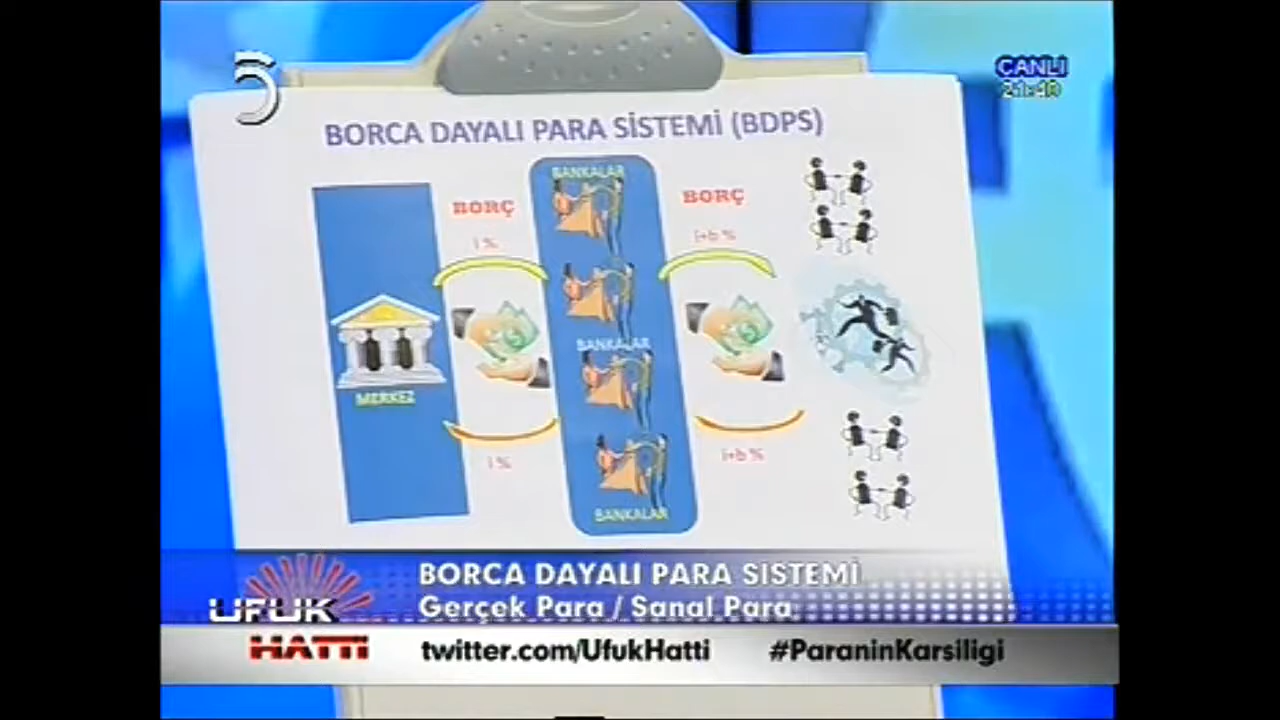 5
CANLI
21:40
BORCA DAYALI PARA SİSTEMİ (BDPS)
BANKALAR
BORÇ
BORÇ
i %
i+b %
BANKALAR
MERKEZ
i %
i+b %
BANKALAR
BORCA DAYALI PARA SİSTEMİ
Gerçek Para / Sanal Para
UFUK
HATTI
twitter.com/UfukHatti
#ParaninKarsiligi